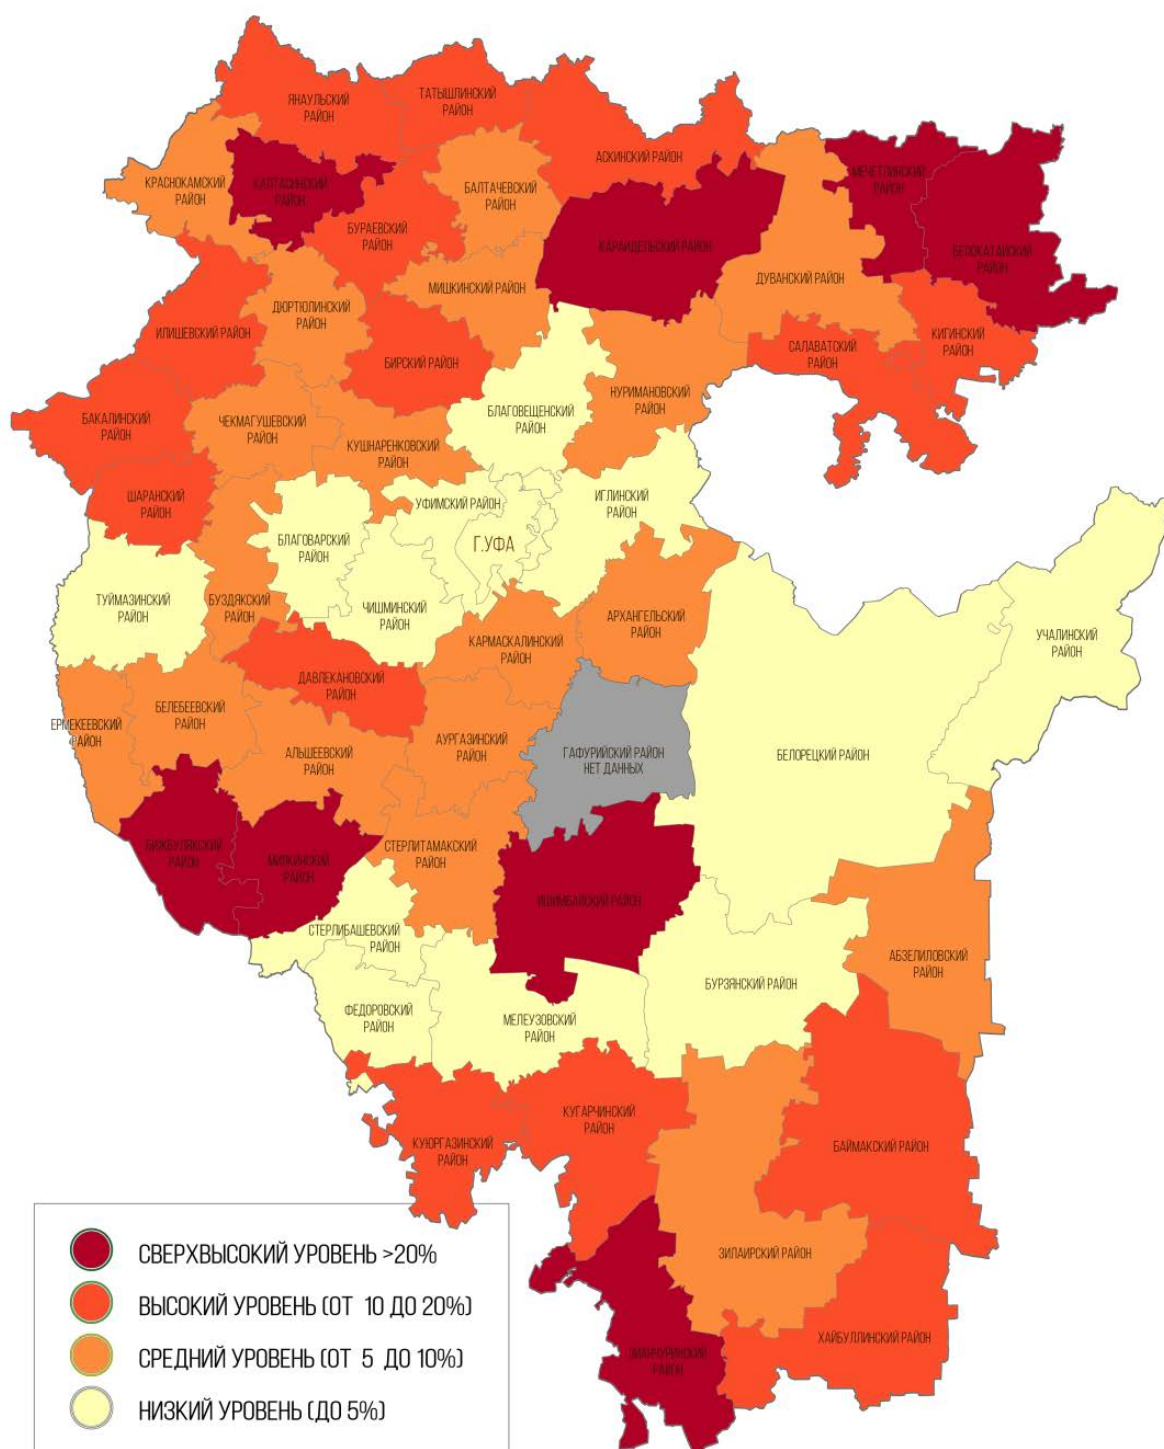 ЯНАУЛЬСКИЙ
РАЙОН
ТАТЫШЛИНСКИЙ
РАЙОН
АСКИНСКИЙ РАЙОН
МЕЧЕТЛИНСКИЙ
РАЙОН
КРАСНОКАМСКИЙ
РАЙОН
КАЛТАСИНСКИЙ
РАЙОН
БАЛТАЧЕВСКИЙ
РАЙОН
БУРАЕВСКИЙ
РАЙОН
КАРАИДЕЛЬСКИЙ РАЙОН
БЕЛОКАТАЙСКИЙ
РАЙОН
ДУВАНСКИЙ РАЙОН
МИШКИНСКИЙ РАЙОН
ДЮРТЮЛИНСКИЙ
РАЙОН
ИЛИШЕВСКИЙ РАЙОН
КИГИНСКИЙ
РАЙОН
САЛАВАТСКИЙ
РАЙОН
БИРСКИЙ РАЙОН
НУРИМАНОВСКИЙ
РАЙОН
БЛАГОВЕЩЕНСКИЙ
РАЙОН
БАКАЛИНСКИЙ
РАЙОН
ЧЕКМАГУШЕВСКИЙ
РАЙОН
КУШНАРЕНКОВСКИЙ
РАЙОН
ШАРАНСКИЙ
РАЙОН
УФИМСКИЙ РАЙОН
ИГЛИНСКИЙ
РАЙОН
БЛАГОВАРСКИЙ
РАЙОН
Г.УФА
ТУЙМАЗИНСКИЙ
РАЙОН
БУЗДЯКСКИЙ
РАЙОН
ЧИШМИНСКИЙ
РАЙОН
АРХАНГЕЛЬСКИЙ
РАЙОН
УЧАЛИНСКИЙ
РАЙОН
КАРМАСКАЛИНСКИЙ
РАЙОН
ДАВЛЕКАНОВСКИЙ
РАЙОН
БЕЛЕБЕЕВСКИЙ
РАЙОН
ЕРМЕКЕЕВСКИЙ
РАЙОН
АЛЬШЕЕВСКИЙ
РАЙОН
АУРГАЗИНСКИЙ
РАЙОН
ГАФУРИЙСКИЙ РАЙОН
НЕТ ДАННЫХ
БЕЛОРЕЦКИЙ РАЙОН
БИЖБУЛЯКСКИЙ
РАЙОН
МИЯКИНСКИЙ
РАЙОН
СТЕРЛИТАМАКСКИЙ
РАЙОН
ИШИМБАЙСКИЙ РАЙОН
СТЕРЛИБАШЕВСКИЙ
РАЙОН
АБЗЕЛИЛОВСКИЙ
РАЙОН
БУРЗЯНСКИЙ РАЙОН
ФЕДОРОВСКИЙ
РАЙОН
МЕЛЕУЗОВСКИЙ
РАЙОН
КУГАРЧИНСКИЙ
РАЙОН
КУЮРГАЗИНСКИЙ
РАЙОН
БАЙМАКСКИЙ РАЙОН
ЗИЛАИРСКИЙ РАЙОН
ХАЙБУЛЛИНСКИЙ РАЙОН
ЗИАНЧУРИНСКИЙ
РАЙОН
СВЕРХВЫСОКИЙ УРОВЕНЬ >20%
ВЫСОКИЙ УРОВЕНЬ (ОТ 10 ДО 20%)
СРЕДНИЙ УРОВЕНЬ (ОТ 5 ДО 10%)
НИЗКИЙ УРОВЕНЬ (ДО 5%)